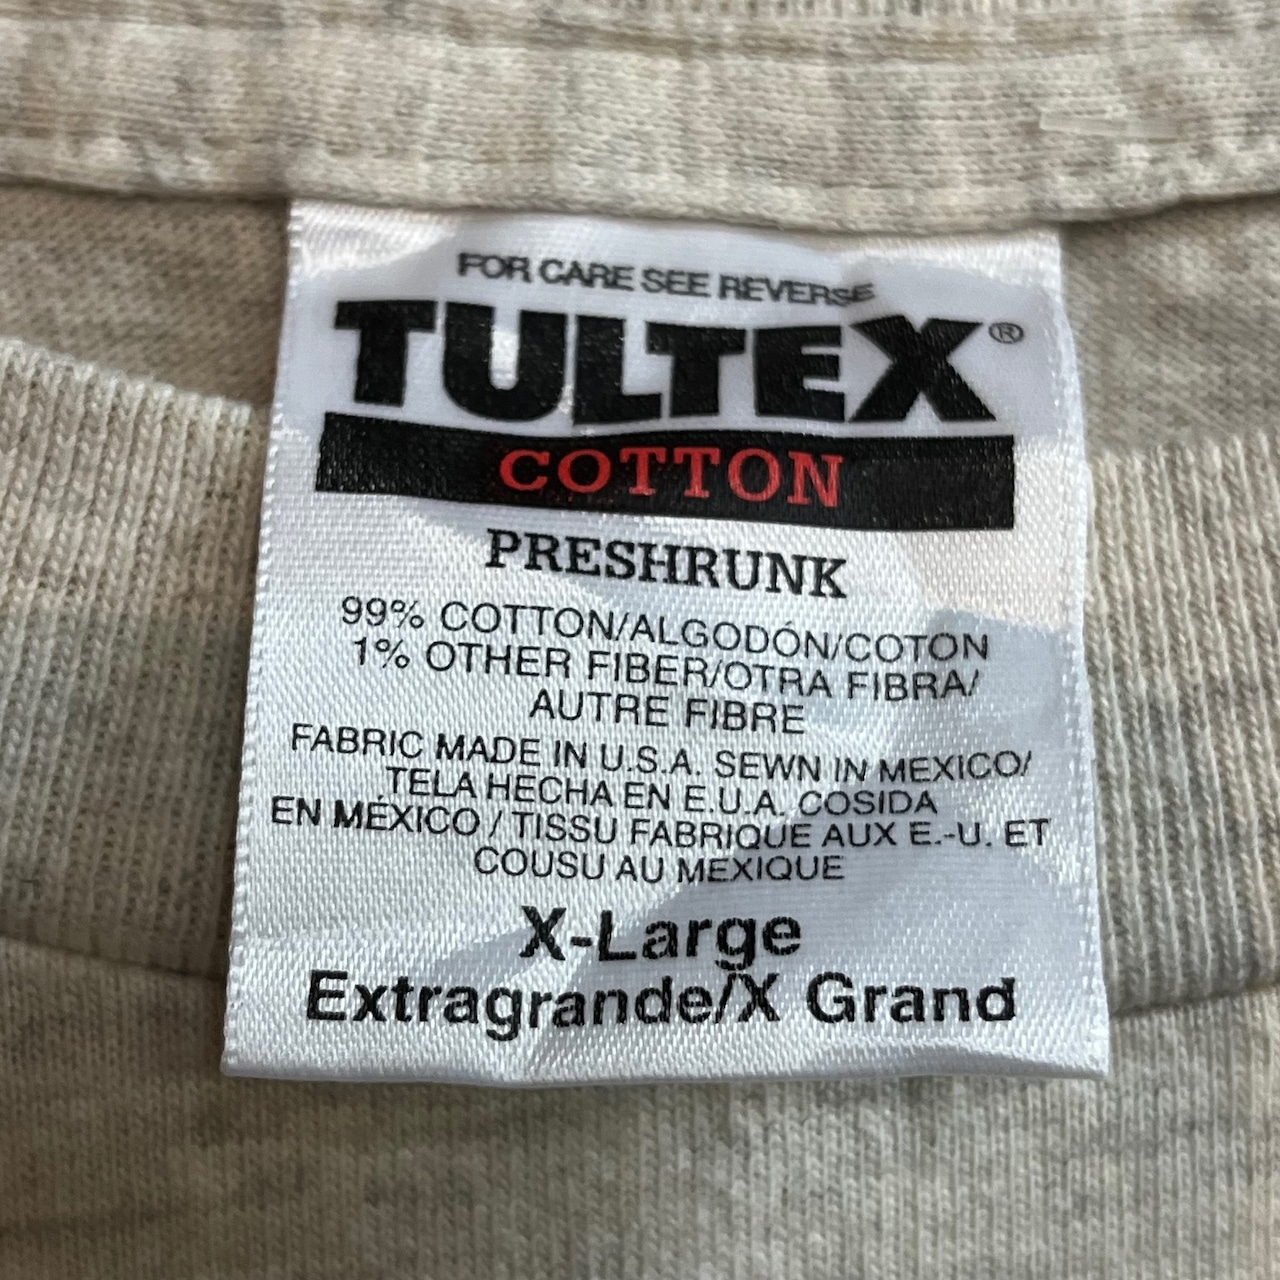 FOR CARE SEE REVERSE
TULTEX®
COTTON
PRESHRUNK
99% COTTON/ALGODÓN/COTON
1% OTHER FIBER/OTRA FIBRA/
AUTRE FIBRE
FABRIC MADE IN U.S.A. SEWN IN MEXICO/
TELA HECHA EN E.U.A. COSIDA
EN MÉXICO / TISSU FABRIQUE AUX E.-U. ET
COUSU AU MEXIQUE
X-Large
Extragrande/X Grand